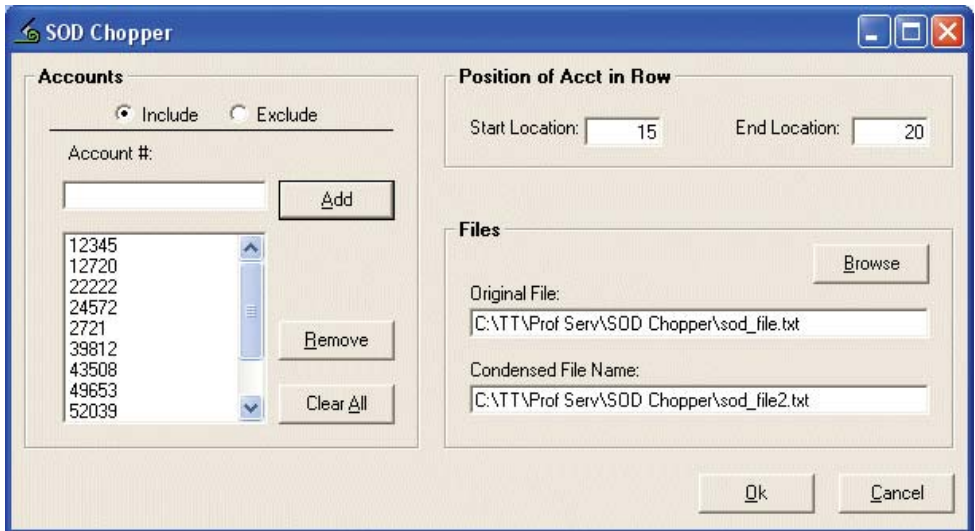 SOD Chopper
Accounts
Include Exclude
Account #:
Add
12345
12720
22222
24572
2721
39812
43508
49653
52039
Remove
Clear All
Position of Acct in Row
Start Location: 15 End Location: 20
Files
Browse
Original File:
C:\TT\Prof Serv\SOD Chopper\sod_file.txt
Condensed File Name:
C:\TT\Prof Serv\SOD Chopper\sod_file2.txt
Ok Cancel